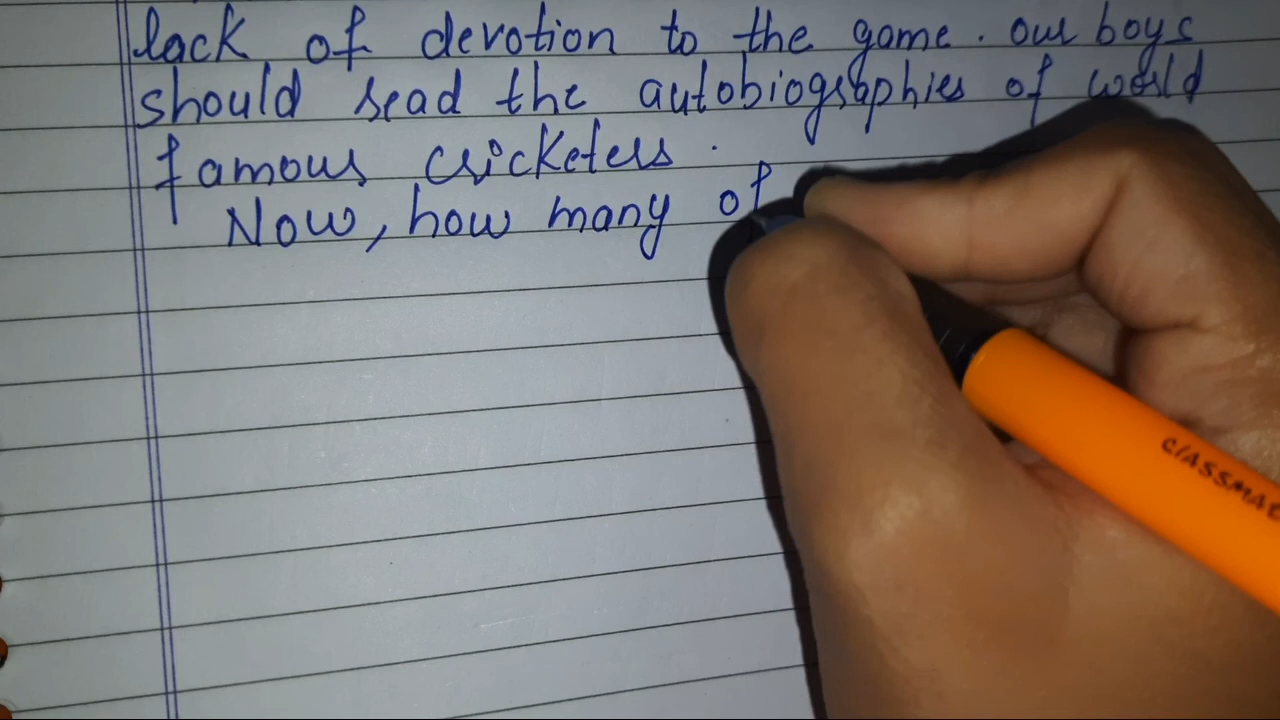 lack of devotion to the game. our boys
should read the autobiographies of world
famous cricketers.
Now, how many of
CLASSMAT